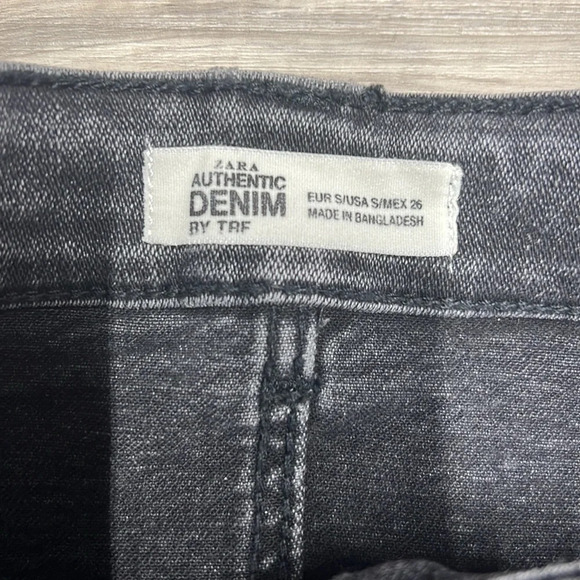 ZARA
AUTHENTIC
DENIM
BY TRF
EUR S/USA S/MEX 26
MADE IN BANGLADESH